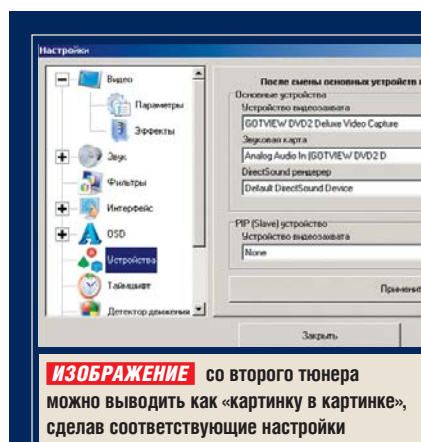 Настройки
Видео
Параметры
Эффекты
Звук
Фильтры
Интерфейс
OSD
Устройства
Таймшифт
Детектор движения
После смены основных устройств
Основные устройства
Устройство видеозахвата
GOTVIEW DVD2 Deluxe Video Capture
Звуковая карта
Analog Audio In (GOTVIEW DVD2 D
DirectSound рендерер
Default DirectSound Device
PIP (Slave) устройство
Устройство видеозахвата
None
Применит
Закрыть
ИЗОБРАЖЕНИЕ со второго тюнера
можно выводить как «картинку в картинке»,
сделав соответствующие настройки